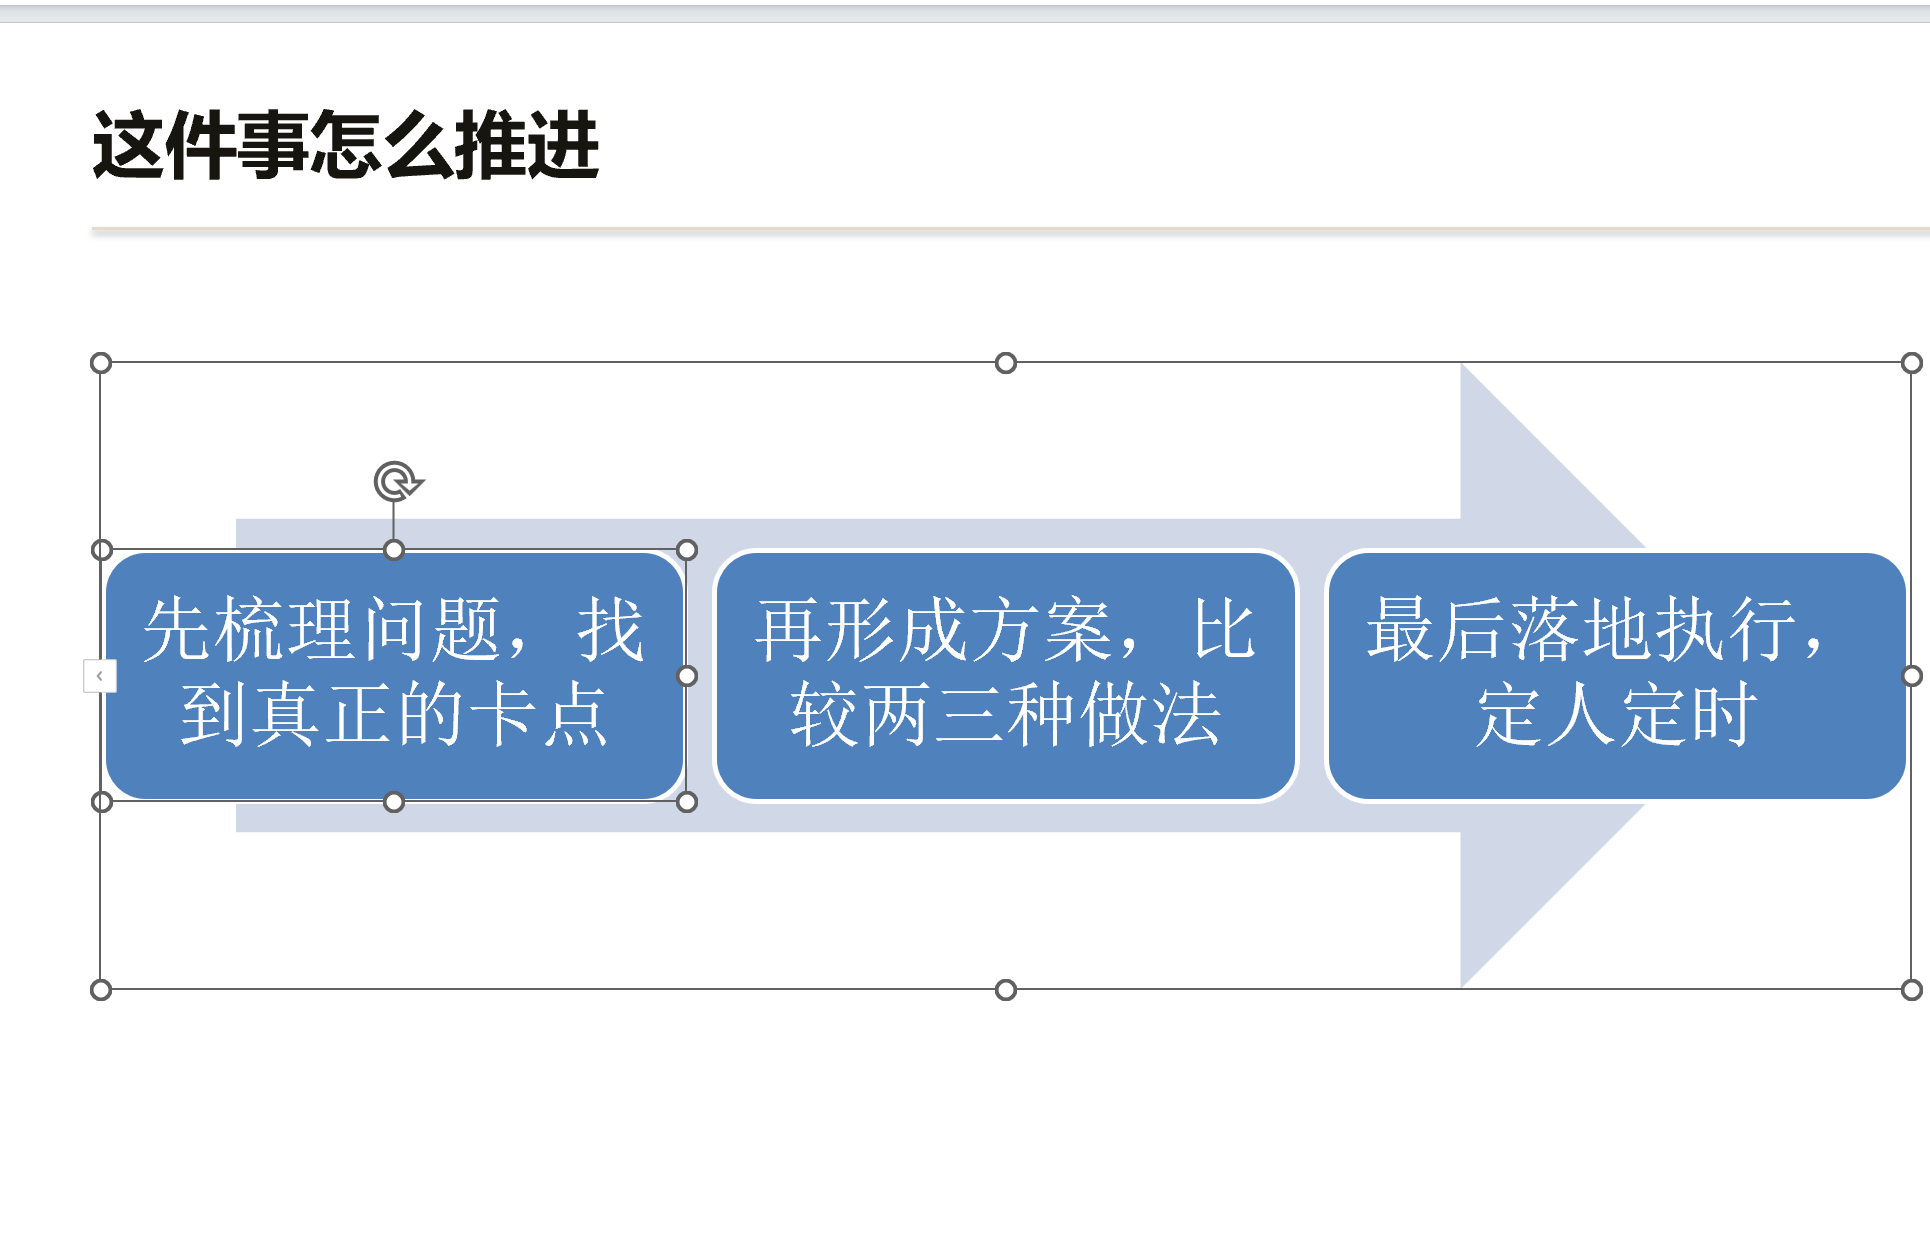 这件事怎么推进
先梳理问题，找
到真正的卡点
再形成方案，比
较两三种做法
最后落地执行，
定人定时